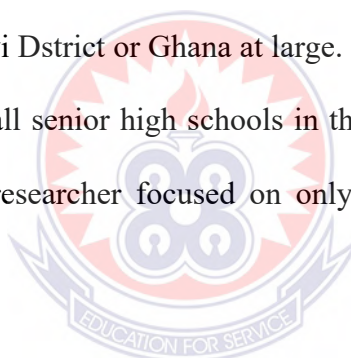 i Dstrict or Ghana at large.
all senior high schools in th
researcher focused on only
EDUCATION FOR SERVICE